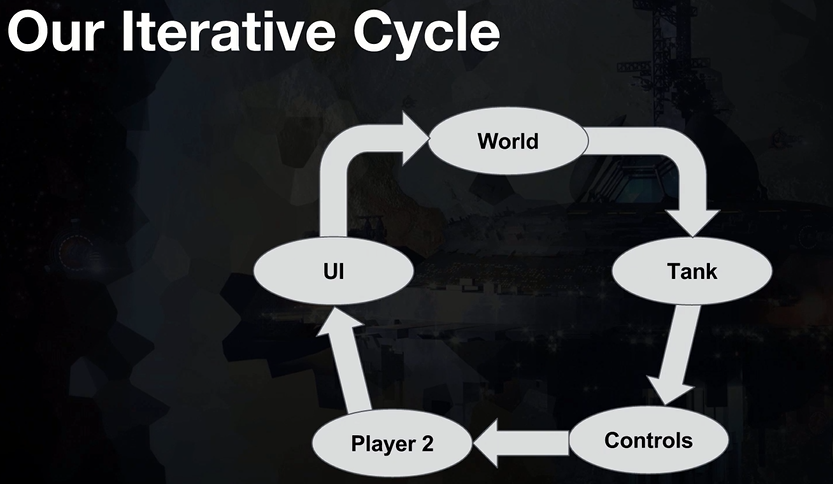 Our Iterative Cycle
World
Tank
Controls
Player 2
UI